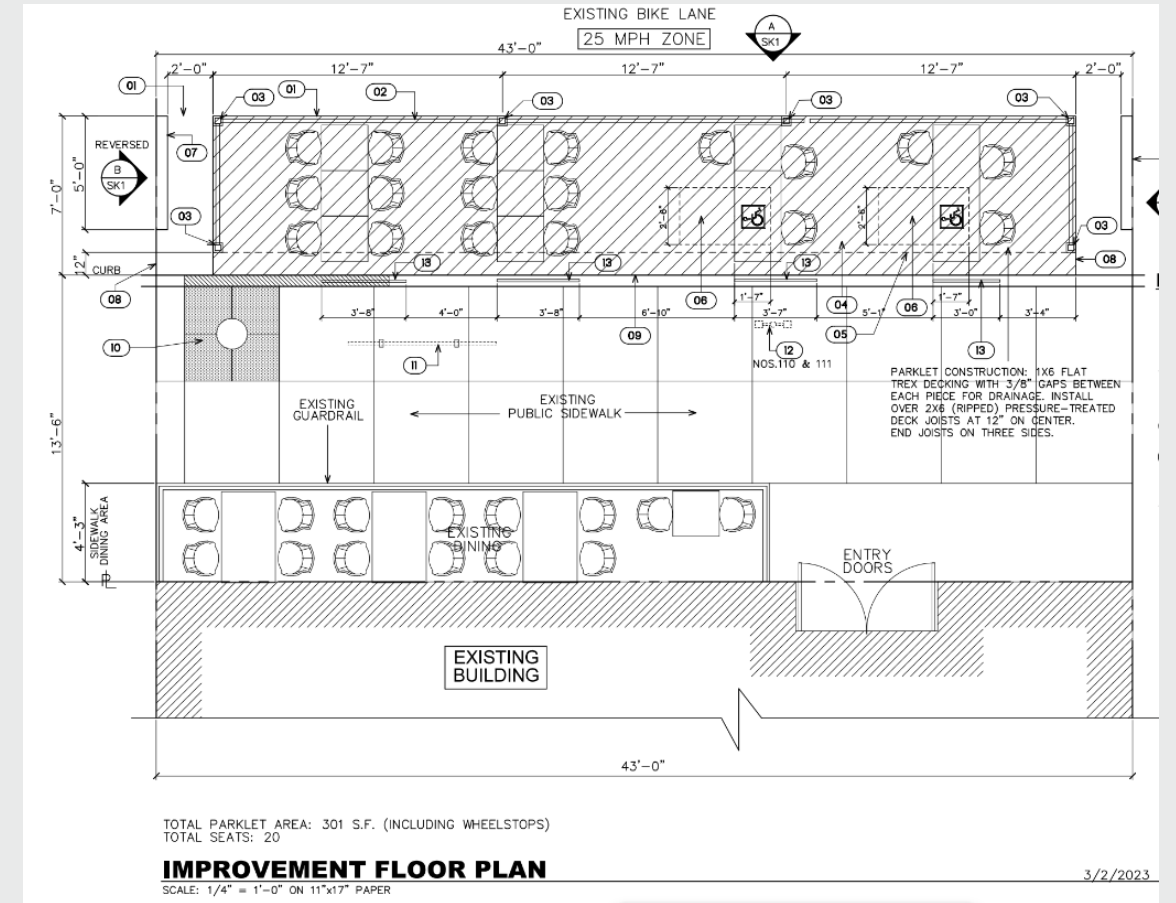 EXISTING BIKE LANE
25 MPH ZONE
A
SK1
43'-0"
2'-0"
12'-7"
12'-7"
12'-7"
2'-0"
01
03
01
02
03
03
03
REVERSED
B
SK1
07
7'-0"
5'-0"
2'-6"
2'-6"
03
03
12"
CURB
13
13
13
08
08
06
04
06
1'-7"
1'-7"
3'-8"
4'-0"
3'-8"
6'-10"
3'-7"
5'-1"
3'-0"
3'-4"
09
05
10
11
12
13
NOS.110 & 111
PARKLET CONSTRUCTION: 1X6 FLAT
TREX DECKING WITH 3/8" GAPS BETWEEN
EACH PIECE FOR DRAINAGE. INSTALL
OVER 2X6 (RIPPED) PRESSURE-TREATED
DECK JOISTS AT 12" ON CENTER.
END JOISTS ON THREE SIDES.
EXISTING
GUARDRAIL
EXISTING
PUBLIC SIDEWALK
13'-6"
4'-3"
SIDEWALK
DINING AREA
EXISTING
DINING
ENTRY
DOORS
PL
EXISTING
BUILDING
43'-0"
TOTAL PARKLET AREA: 301 S.F. (INCLUDING WHEELSTOPS)
TOTAL SEATS: 20
IMPROVEMENT FLOOR PLAN
3/2/2023
SCALE: 1/4" = 1'-0" ON 11"x17" PAPER